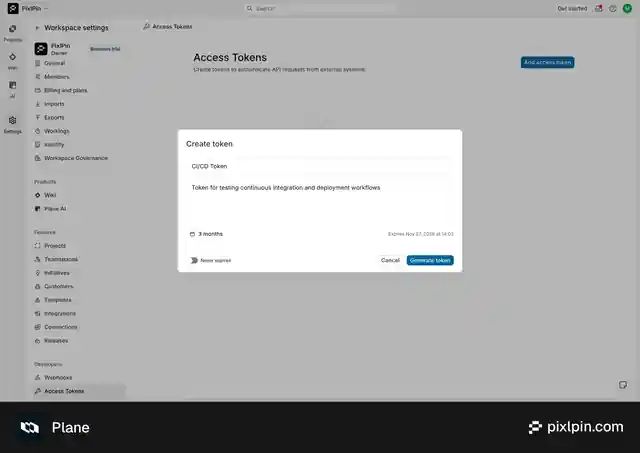 PixlPin
Search
Get started
M
Projects
Wiki
AI
Settings
Workspace settings
PixlPin
Owner
Business trial
General
Members
Billing and plans
Imports
Exports
Worklogs
Identity
Workspace Governance
Products
Wiki
Plane AI
Features
Projects
Teamspaces
Initiatives
Customers
Templates
Integrations
Connections
Releases
Developers
Webhooks
Access Tokens
Access Tokens
Access Tokens
Create tokens to authenticate API requests from external systems.
Add access token
Create token
CI/CD Token
Token for testing continuous integration and deployment workflows
3 months
Never expires
Cancel
Generate token
Plane
pixlpin.com